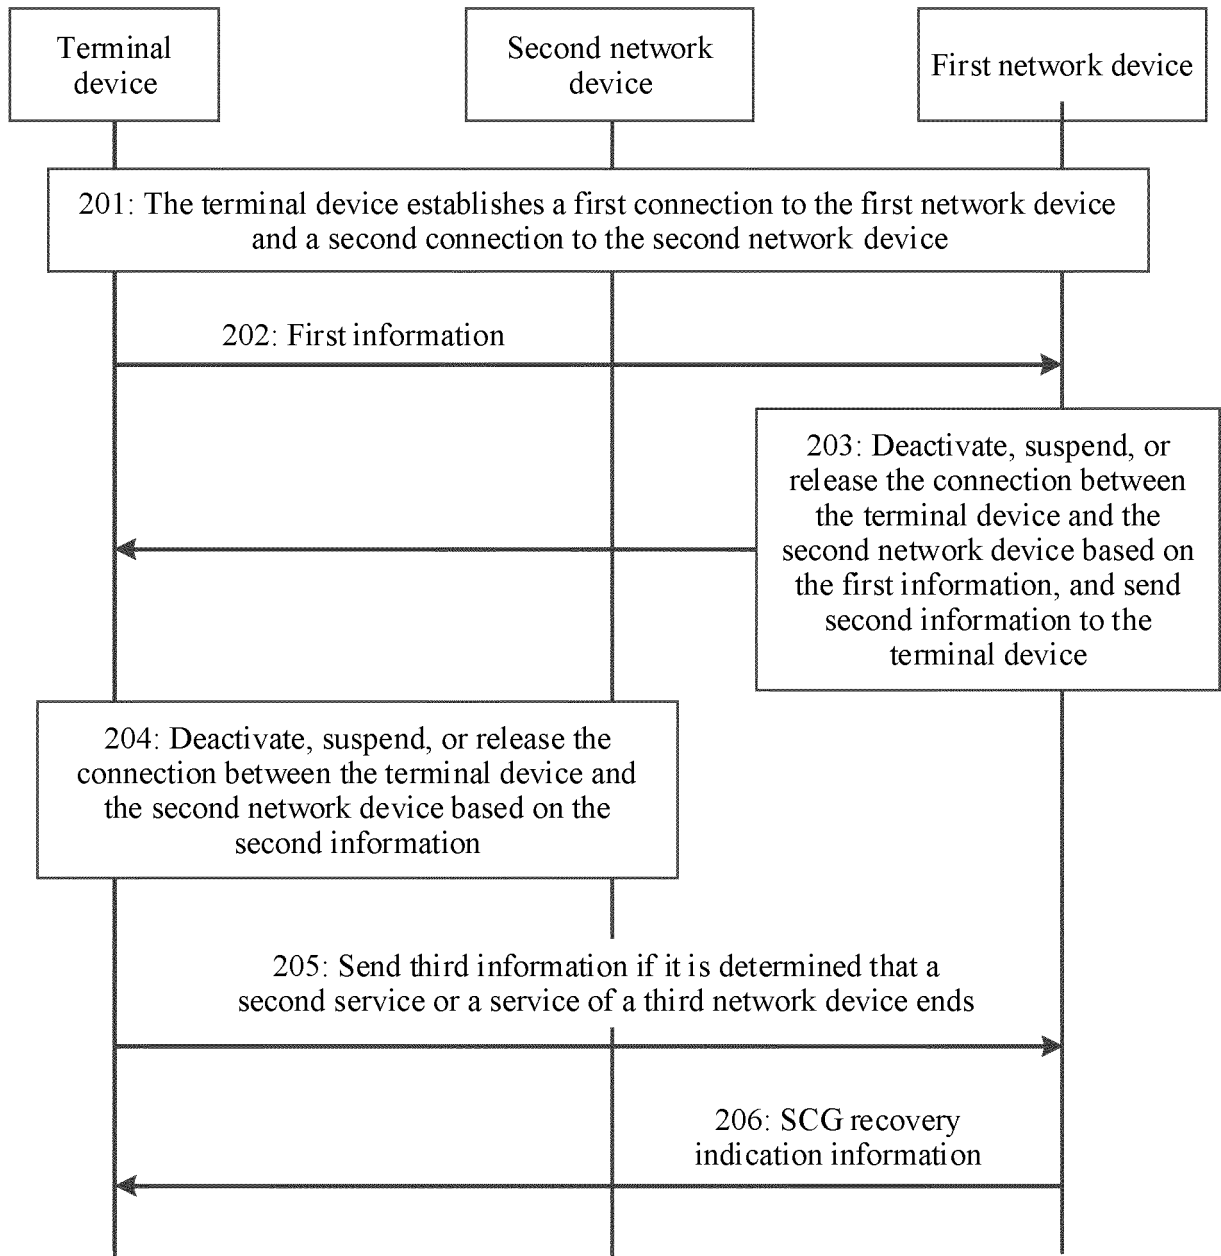 Terminal
device
Second network
device
First network device
201: The terminal device establishes a first connection to the first network device
and a second connection to the second network device
202: First information
203: Deactivate, suspend, or
release the connection between
the terminal device and the
second network device based on
the first information, and send
second information to the
terminal device
204: Deactivate, suspend, or release the
connection between the terminal device and
the second network device based on the
second information
205: Send third information if it is determined that a
second service or a service of a third network device ends
206: SCG recovery
indication information